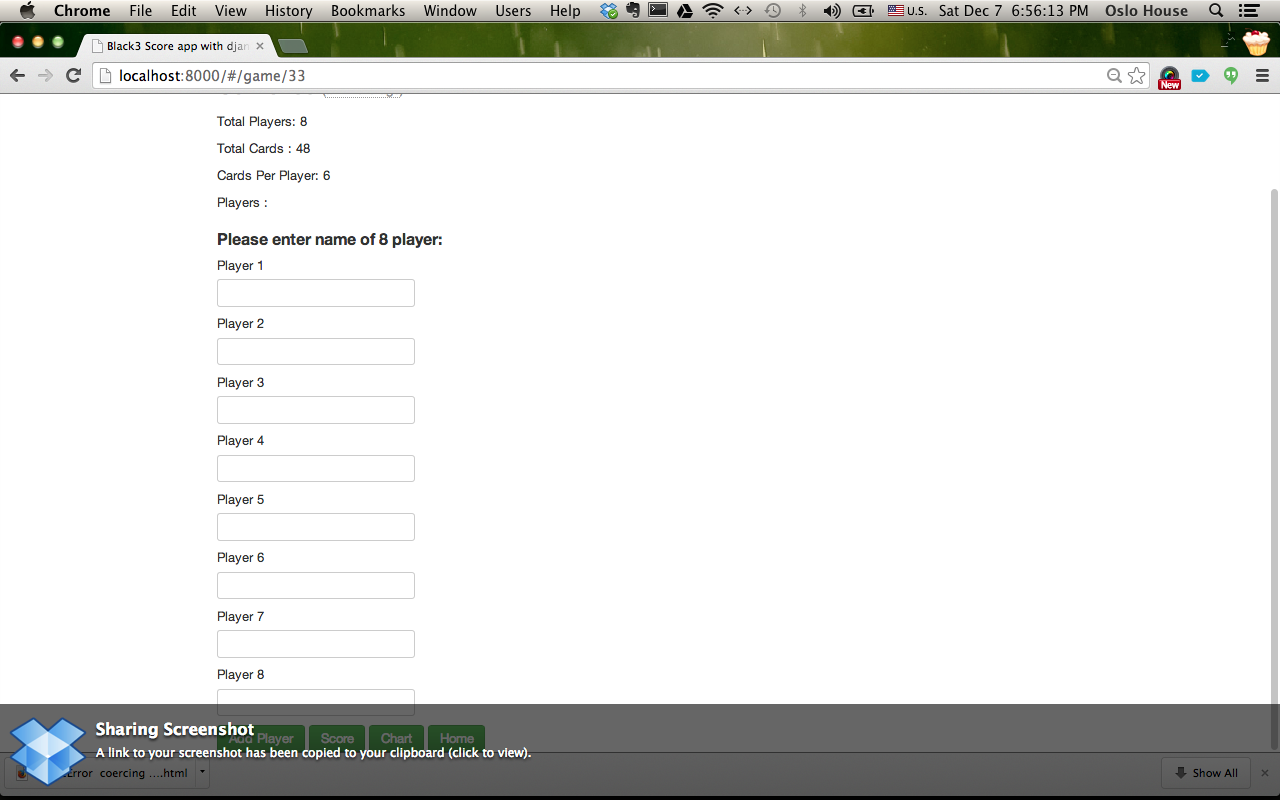 Chrome File Edit View History Bookmarks Window Users Help U.S. Sat Dec 7 6:56:13 PM Oslo House
Black3 Score app with djan
localhost:8000/#/game/33
New
Total Players: 8
Total Cards : 48
Cards Per Player: 6
Players :
Please enter name of 8 player:
Player 1
Player 2
Player 3
Player 4
Player 5
Player 6
Player 7
Player 8
Sharing Screenshot
Add Player Score Chart Home
A link to your screenshot has been copied to your clipboard (click to view).
Error coercing ....html
Show All